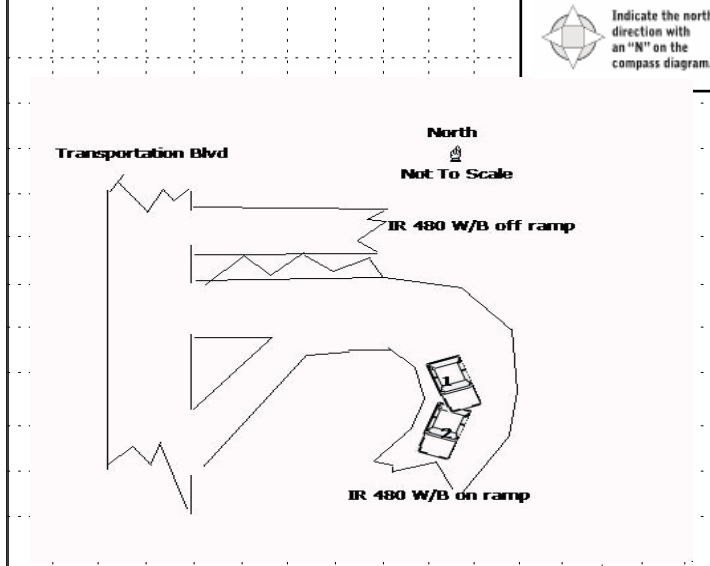 Indicate the north
direction with
an "N" on the
compass diagram.
North
Transportation Blvd
Not To Scale
IR 480 W/B off ramp
1
2
IR 480 W/B on ramp